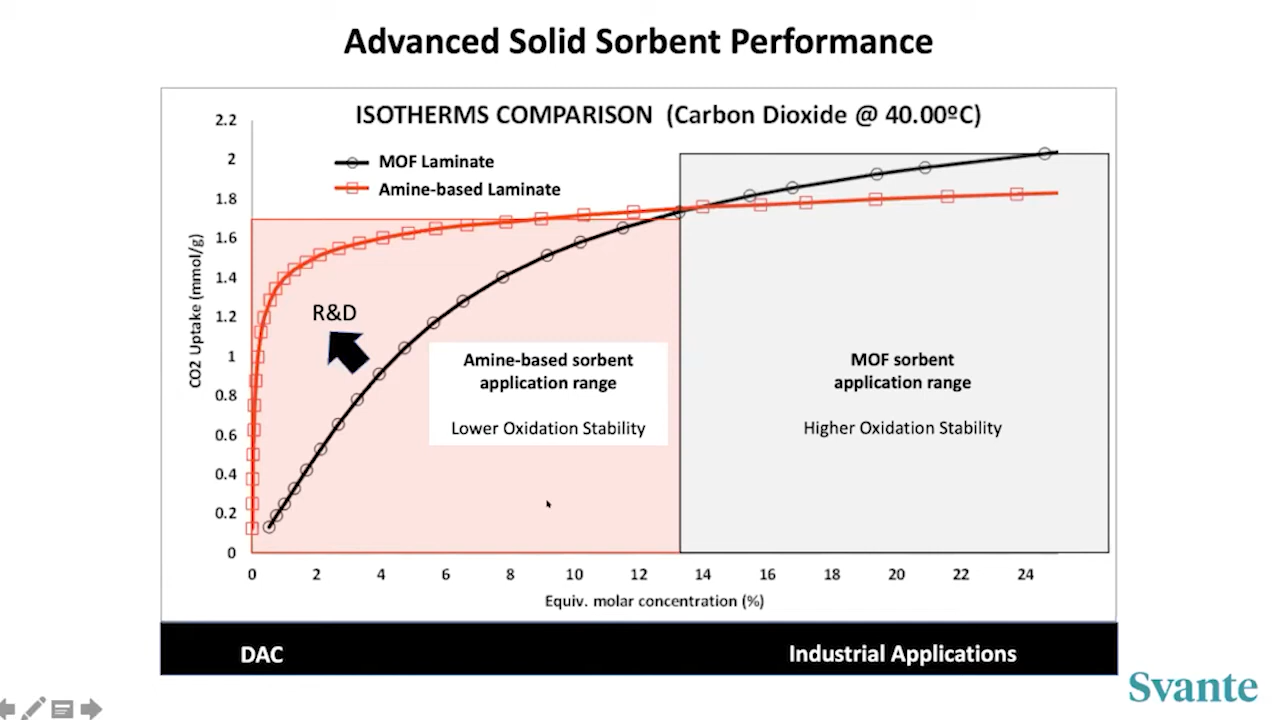 Advanced Solid Sorbent Performance
ISOTHERMS COMPARISON (Carbon Dioxide @ 40.00ºC)
MOF Laminate
Amine-based Laminate
CO2 Uptake (mmol/g)
2.2
2
1.8
1.6
1.4
1.2
1
0.8
0.6
0.4
0.2
0
R&D
Amine-based sorbent
application range
Lower Oxidation Stability
MOF sorbent
application range
Higher Oxidation Stability
0 2 4 6 8 10 12 14 16 18 20 22 24
Equiv. molar concentration (%)
DAC
Industrial Applications
Svante